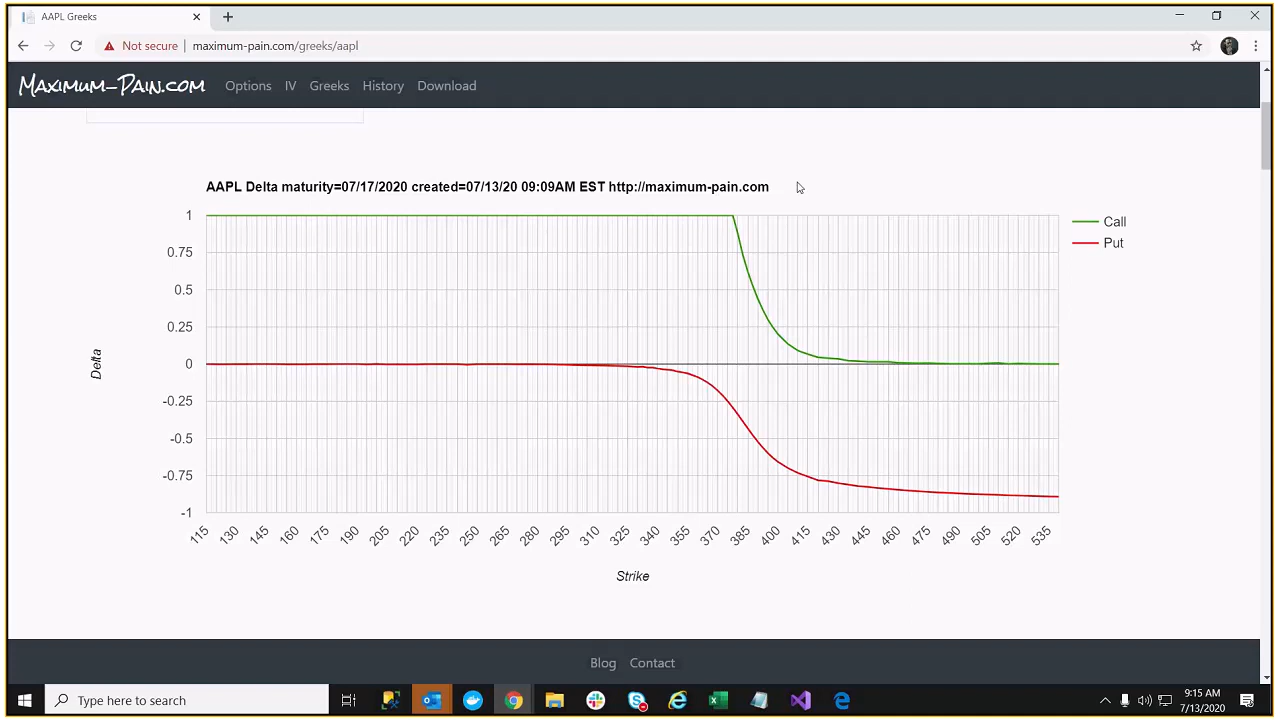 AAPL Greeks
Not secure | maximum-pain.com/greeks/aapl
Maximum-Pain.com Options IV Greeks History Download
AAPL Delta maturity=07/17/2020 created=07/13/20 09:09AM EST http://maximum-pain.com
1
0.75
0.5
0.25
0
-0.25
-0.5
-0.75
-1
Delta
Call
Put
115 130 145 160 175 190 205 220 235 250 265 280 295 310 325 340 355 370 385 400 415 430 445 460 475 490 505 520 535
Strike
Blog Contact
Type here to search
9:15 AM
7/13/2020